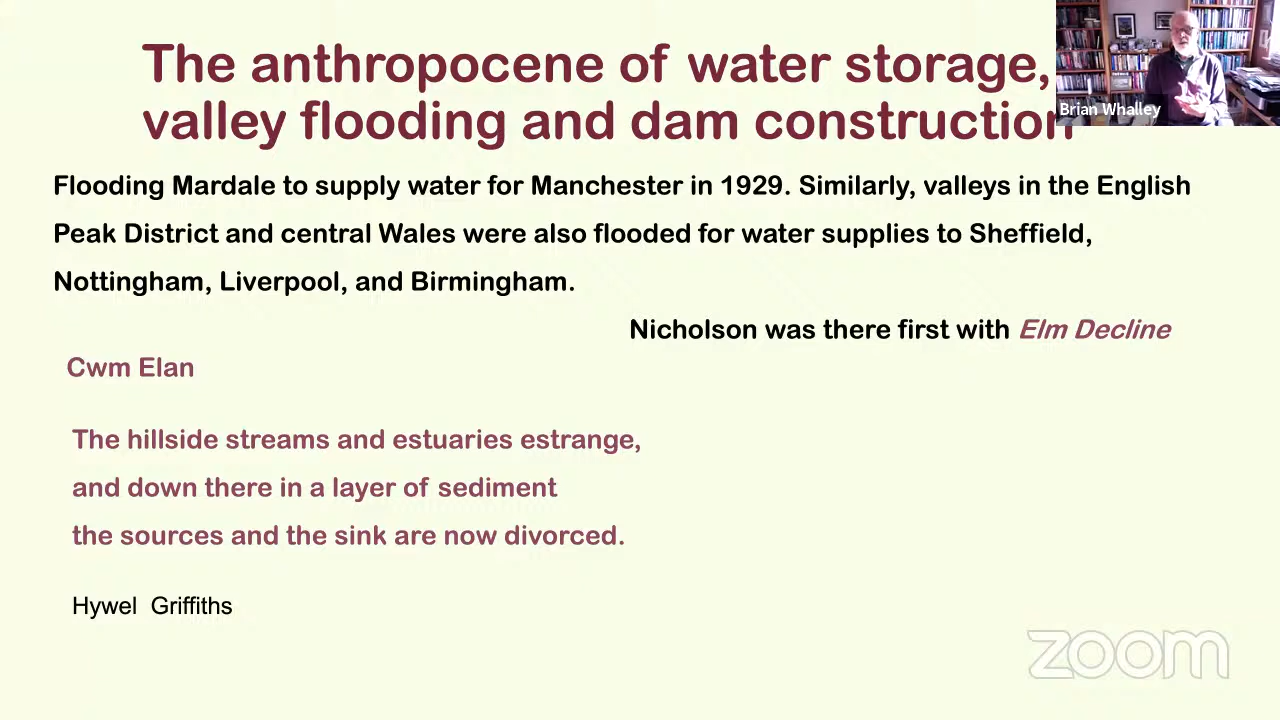 The anthropocene of water storage,
valley flooding and dam construction
Brian Whalley
Flooding Mardale to supply water for Manchester in 1929. Similarly, valleys in the English
Peak District and central Wales were also flooded for water supplies to Sheffield,
Nottingham, Liverpool, and Birmingham.
Nicholson was there first with Elm Decline
Cwm Elan
The hillside streams and estuaries estrange,
and down there in a layer of sediment
the sources and the sink are now divorced.
Hywel Griffiths
zoom